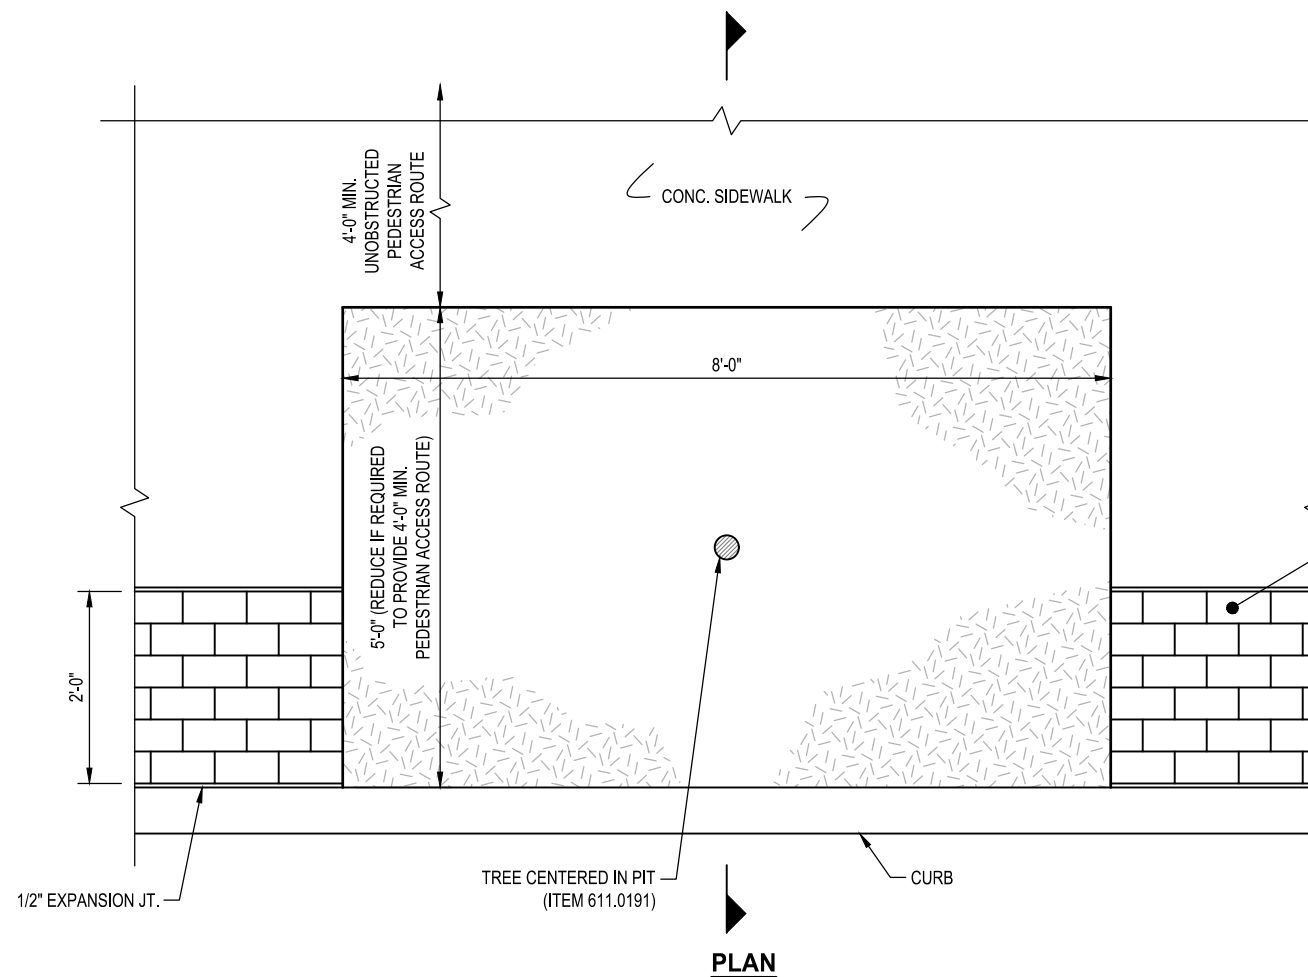 4'-0" MIN.
UNOBSTRUCTED
PEDESTRIAN
ACCESS ROUTE
CONC. SIDEWALK
8'-0"
5'-0" (REDUCE IF REQUIRED
TO PROVIDE 4'-0" MIN.
PEDESTRIAN ACCESS ROUTE)
2'-0"
1/2" EXPANSION JT.
TREE CENTERED IN PIT
(ITEM 611.0191)
CURB
PLAN